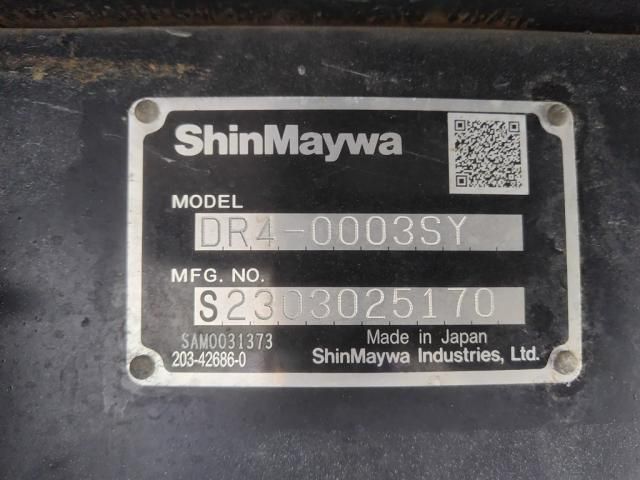 ShinMaywa
MODEL
DR4-0003SY
MFG. NO.
S2303025170
SAM0031373
Made in Japan
203-42686-0
ShinMaywa Industries, Ltd.